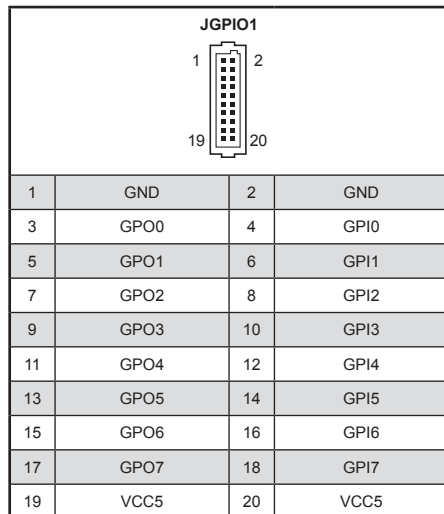 JGPIO1
1 2
19 20
1 GND 2 GND
3 GPO0 4 GPI0
5 GPO1 6 GPI1
7 GPO2 8 GPI2
9 GPO3 10 GPI3
11 GPO4 12 GPI4
13 GPO5 14 GPI5
15 GPO6 16 GPI6
17 GPO7 18 GPI7
19 VCC5 20 VCC5